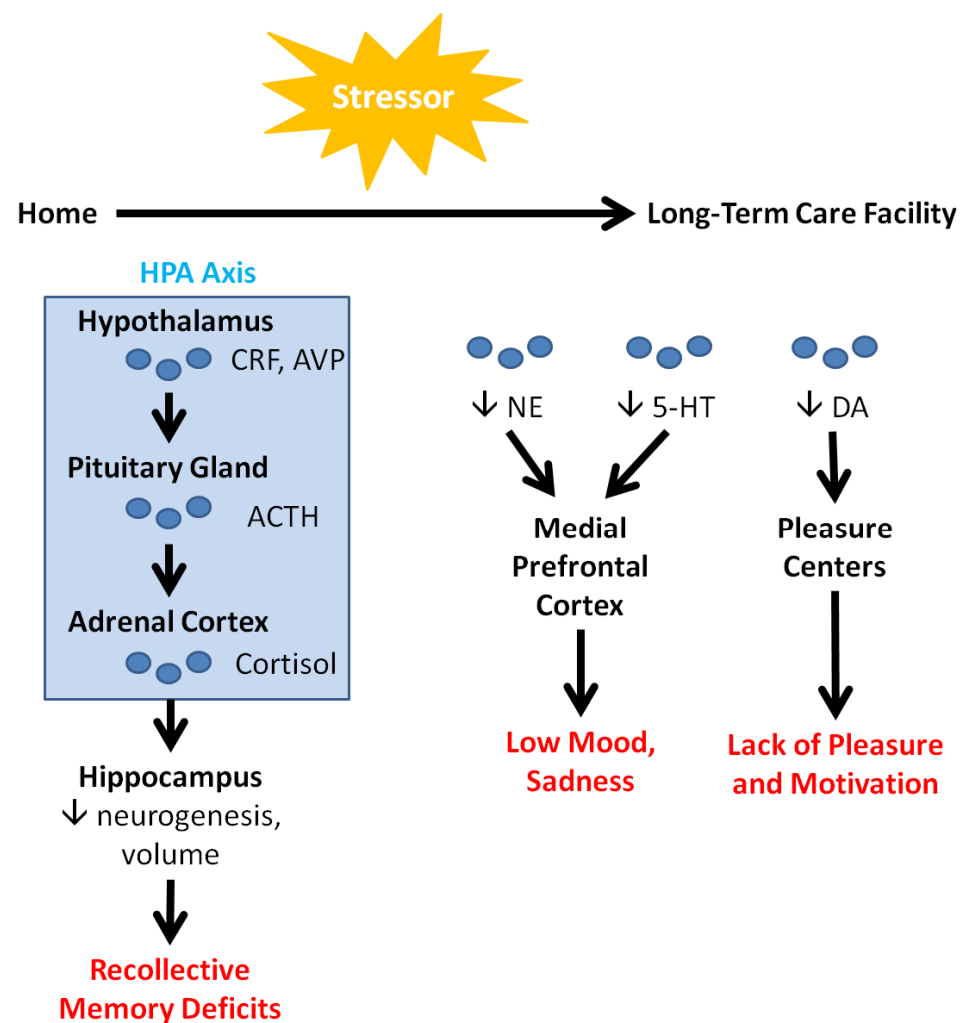 Stressor
Home
Long-Term Care Facility
HPA Axis
Hypothalamus
CRF, AVP
Pituitary Gland
ACTH
Adrenal Cortex
Cortisol
Hippocampus
↓ neurogenesis,
volume
Recollective
Memory Deficits
↓ NE
↓ 5-HT
Medial
Prefrontal
Cortex
Low Mood,
Sadness
↓ DA
Pleasure
Centers
Lack of Pleasure
and Motivation